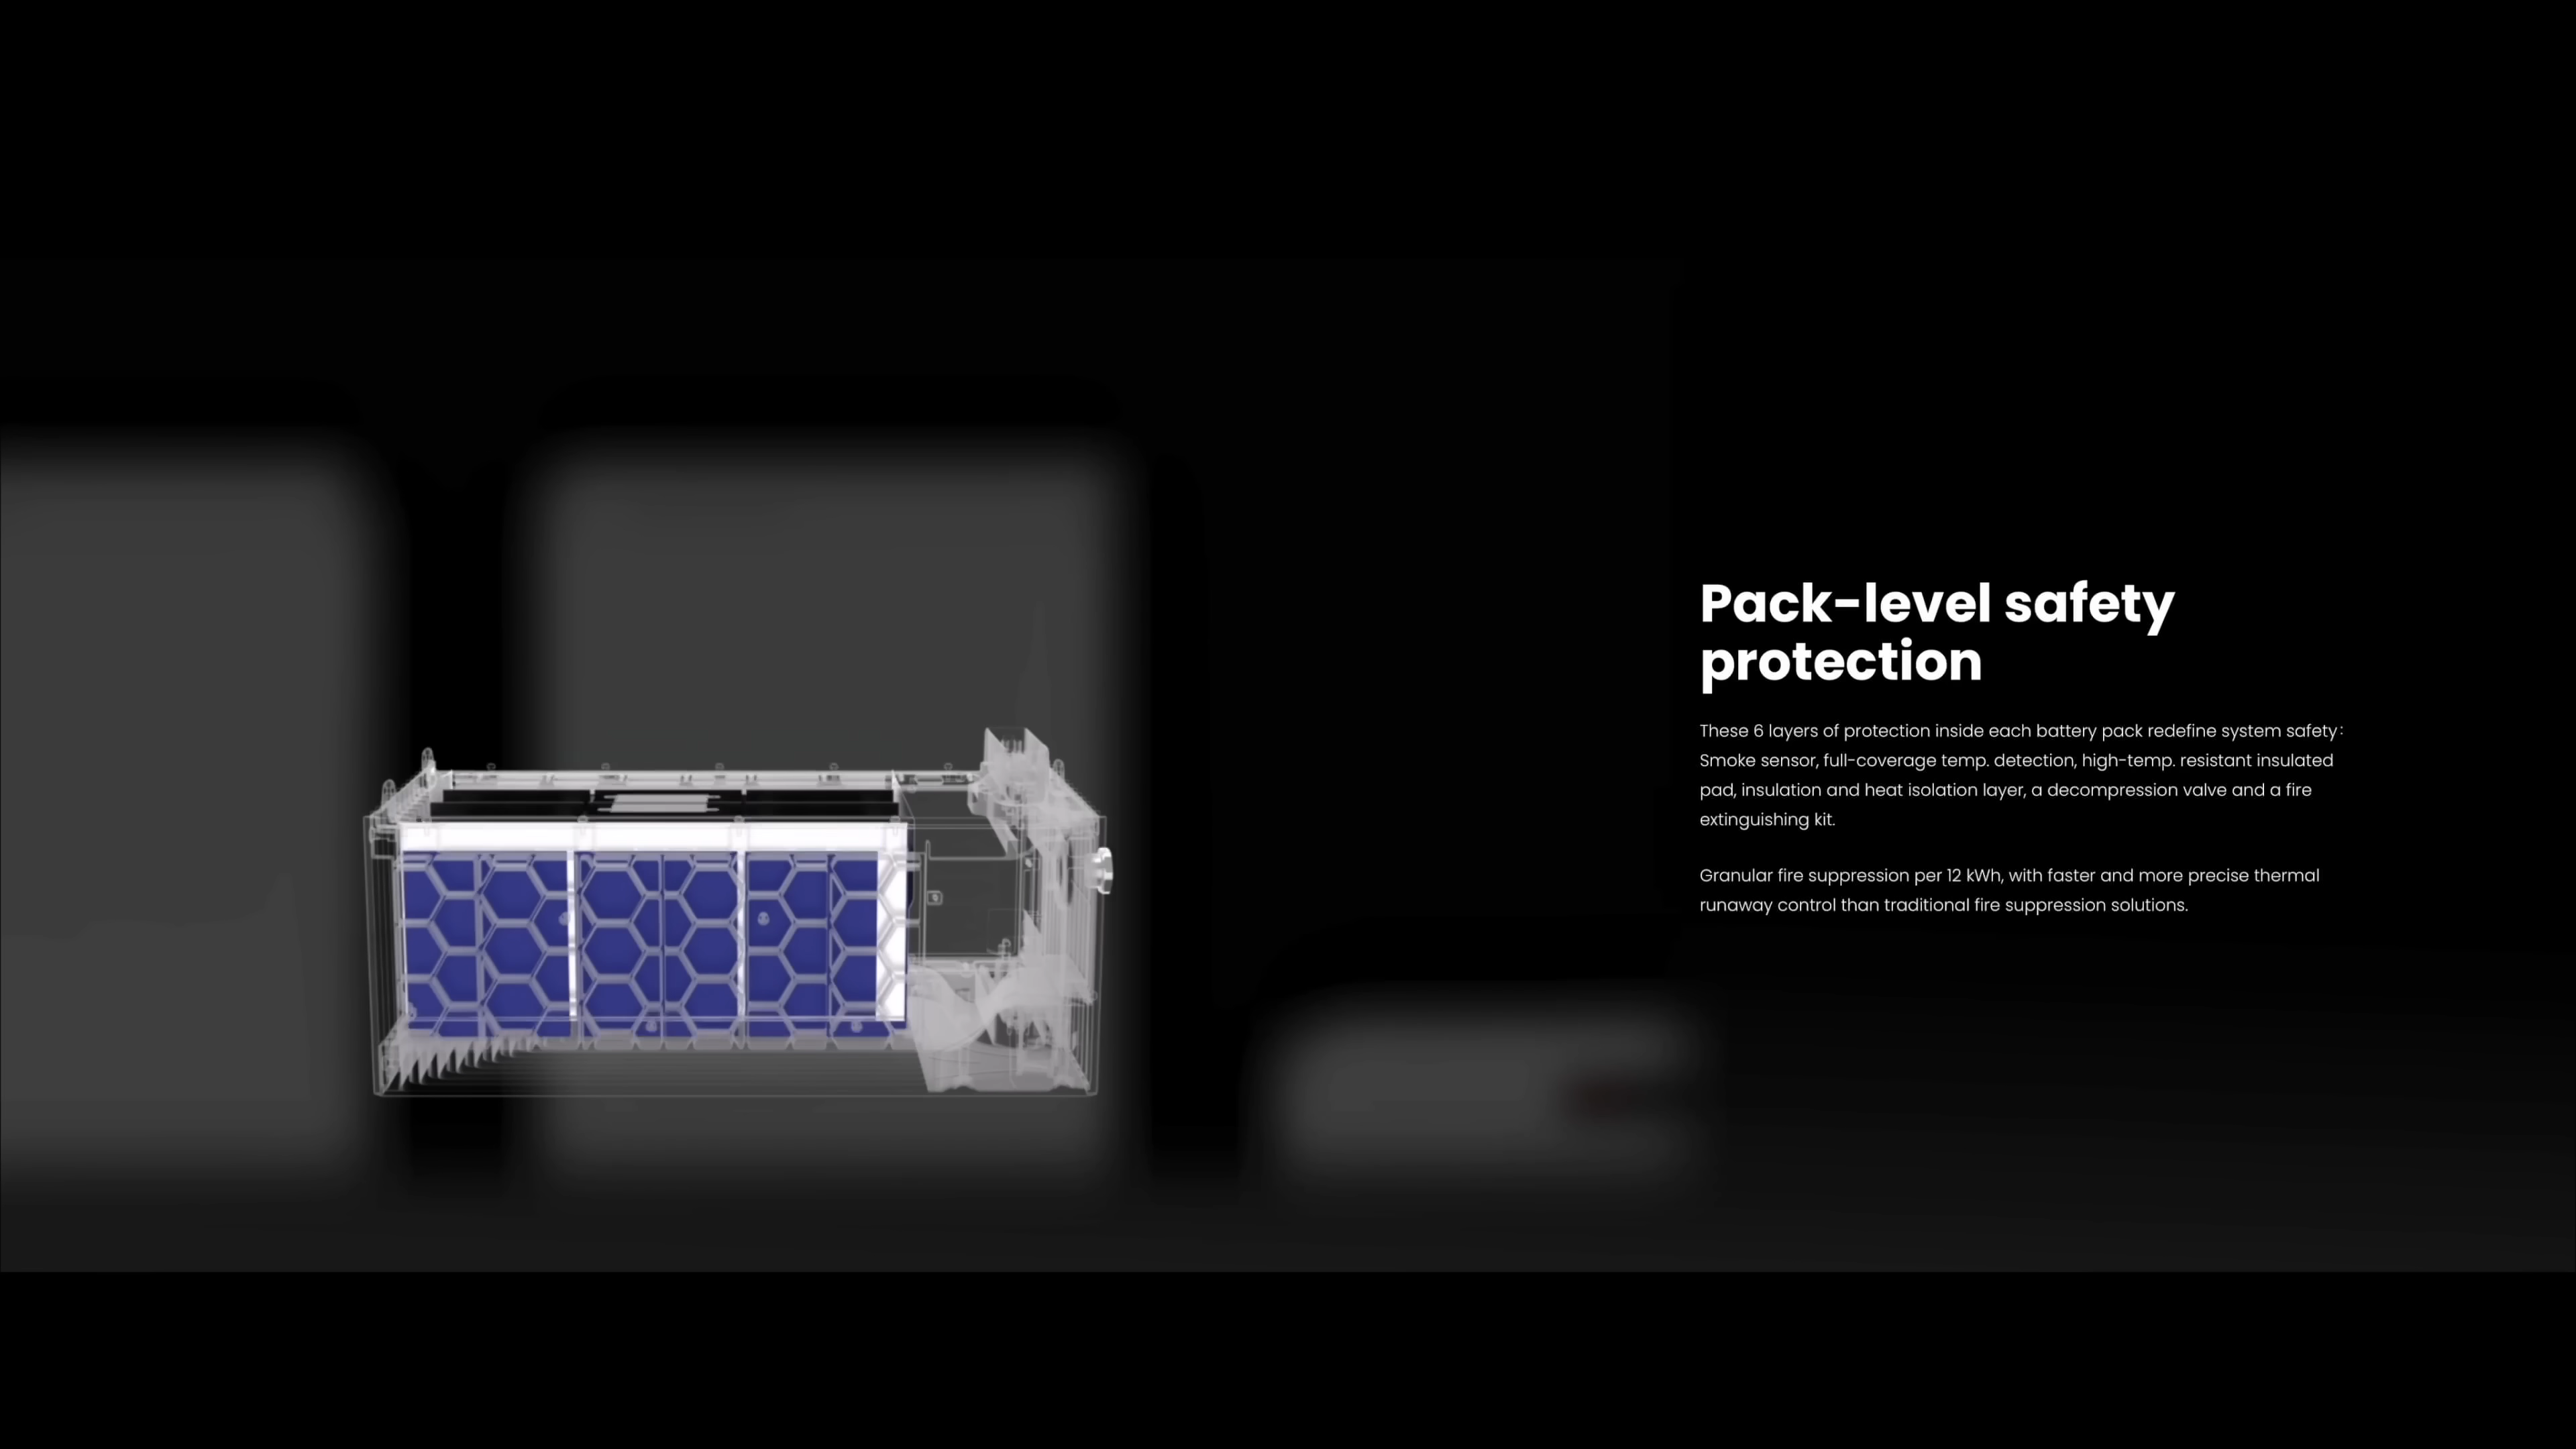 Pack-level safety
protection
These 6 layers of protection inside each battery pack redefine system safety:
Smoke sensor, full-coverage temp. detection, high-temp. resistant insulated
pad, insulation and heat isolation layer, a decompression valve and a fire
extinguishing kit.
Granular fire suppression per 12 kWh, with faster and more precise thermal
runaway control than traditional fire suppression solutions.